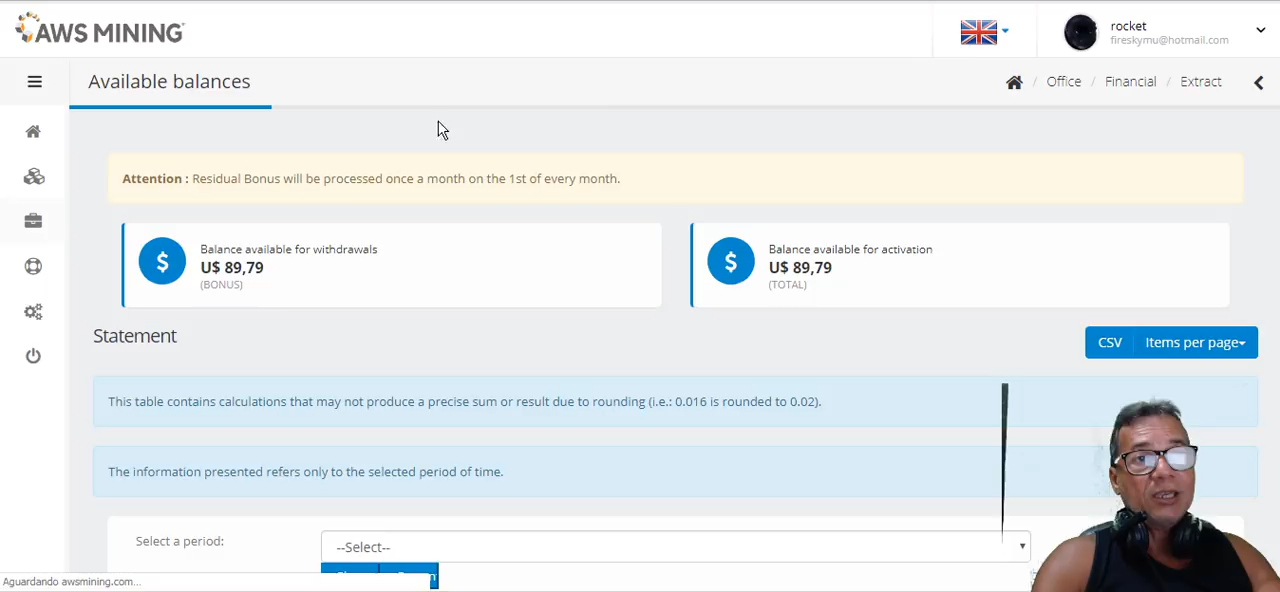 AWS MINING
rocket
fireskymu@hotmail.com
Available balances
Office / Financial / Extract
Attention : Residual Bonus will be processed once a month on the 1st of every month.
Balance available for withdrawals
U$ 89,79
(BONUS)
Balance available for activation
U$ 89,79
(TOTAL)
Statement
CSV
Items per page
This table contains calculations that may not produce a precise sum or result due to rounding (i.e.: 0.016 is rounded to 0.02).
The information presented refers only to the selected period of time.
Select a period:
--Select--
Aguardando awsmining.com...